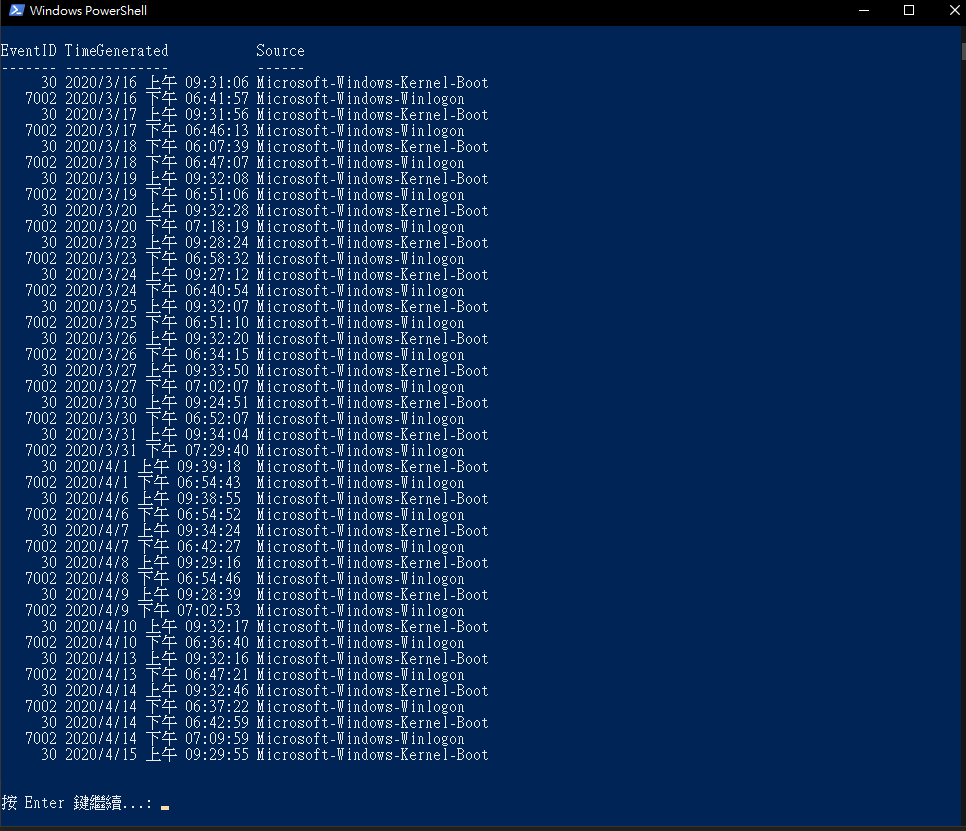 Windows PowerShell
EventID TimeGenerated Source
------- ------------- ------
30 2020/3/16 上午 09:31:06 Microsoft-Windows-Kernel-Boot
7002 2020/3/16 下午 06:41:57 Microsoft-Windows-Winlogon
30 2020/3/17 上午 09:31:56 Microsoft-Windows-Kernel-Boot
7002 2020/3/17 下午 06:46:13 Microsoft-Windows-Winlogon
30 2020/3/18 上午 06:07:39 Microsoft-Windows-Kernel-Boot
7002 2020/3/18 下午 06:47:07 Microsoft-Windows-Winlogon
30 2020/3/19 上午 09:32:08 Microsoft-Windows-Kernel-Boot
7002 2020/3/19 下午 06:51:06 Microsoft-Windows-Winlogon
30 2020/3/20 上午 09:32:28 Microsoft-Windows-Kernel-Boot
7002 2020/3/20 下午 07:18:19 Microsoft-Windows-Winlogon
30 2020/3/23 上午 09:28:24 Microsoft-Windows-Kernel-Boot
7002 2020/3/23 下午 06:58:32 Microsoft-Windows-Winlogon
30 2020/3/24 上午 09:27:12 Microsoft-Windows-Kernel-Boot
7002 2020/3/24 下午 06:40:54 Microsoft-Windows-Winlogon
30 2020/3/25 上午 09:32:07 Microsoft-Windows-Kernel-Boot
7002 2020/3/25 下午 06:51:10 Microsoft-Windows-Winlogon
30 2020/3/26 上午 09:32:20 Microsoft-Windows-Kernel-Boot
7002 2020/3/26 下午 06:34:15 Microsoft-Windows-Winlogon
30 2020/3/27 上午 09:33:50 Microsoft-Windows-Kernel-Boot
7002 2020/3/27 下午 07:02:07 Microsoft-Windows-Winlogon
30 2020/3/30 上午 09:24:51 Microsoft-Windows-Kernel-Boot
7002 2020/3/30 下午 06:52:07 Microsoft-Windows-Winlogon
30 2020/3/31 上午 09:34:04 Microsoft-Windows-Kernel-Boot
7002 2020/3/31 下午 07:29:40 Microsoft-Windows-Winlogon
30 2020/4/1 上午 09:39:18 Microsoft-Windows-Kernel-Boot
7002 2020/4/1 下午 06:54:43 Microsoft-Windows-Winlogon
30 2020/4/6 上午 09:38:55 Microsoft-Windows-Kernel-Boot
7002 2020/4/6 下午 06:54:52 Microsoft-Windows-Winlogon
30 2020/4/7 上午 09:34:24 Microsoft-Windows-Kernel-Boot
7002 2020/4/7 下午 06:42:27 Microsoft-Windows-Winlogon
30 2020/4/8 上午 09:29:16 Microsoft-Windows-Kernel-Boot
7002 2020/4/8 下午 06:54:46 Microsoft-Windows-Winlogon
30 2020/4/9 上午 09:28:39 Microsoft-Windows-Kernel-Boot
7002 2020/4/9 下午 07:02:53 Microsoft-Windows-Winlogon
30 2020/4/10 上午 09:32:17 Microsoft-Windows-Kernel-Boot
7002 2020/4/10 下午 06:36:40 Microsoft-Windows-Winlogon
30 2020/4/13 上午 09:32:16 Microsoft-Windows-Kernel-Boot
7002 2020/4/13 下午 06:47:21 Microsoft-Windows-Winlogon
30 2020/4/14 上午 09:32:46 Microsoft-Windows-Kernel-Boot
7002 2020/4/14 下午 06:37:22 Microsoft-Windows-Winlogon
30 2020/4/14 下午 06:42:59 Microsoft-Windows-Kernel-Boot
7002 2020/4/14 下午 07:09:59 Microsoft-Windows-Winlogon
30 2020/4/15 上午 09:29:55 Microsoft-Windows-Kernel-Boot
按 Enter 鍵繼續...: